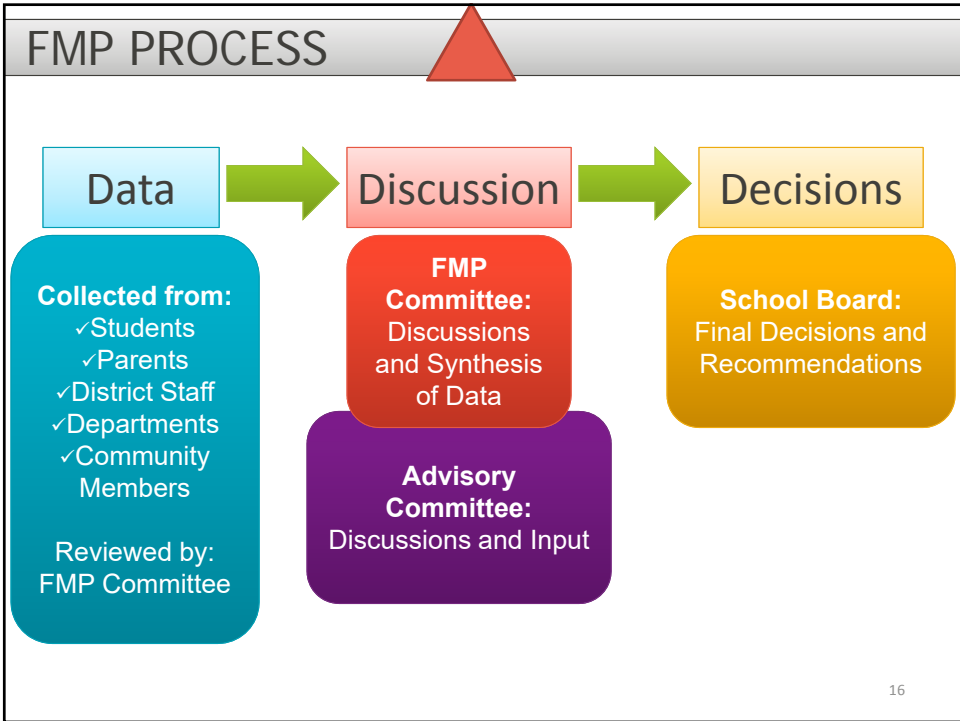 FMP PROCESS
Data
Discussion
Decisions
Collected from:
✓Students
✓Parents
✓District Staff
✓Departments
✓Community
Members
Reviewed by:
FMP Committee
FMP
Committee:
Discussions
and Synthesis
of Data
Advisory
Committee:
Discussions and Input
School Board:
Final Decisions and
Recommendations
16